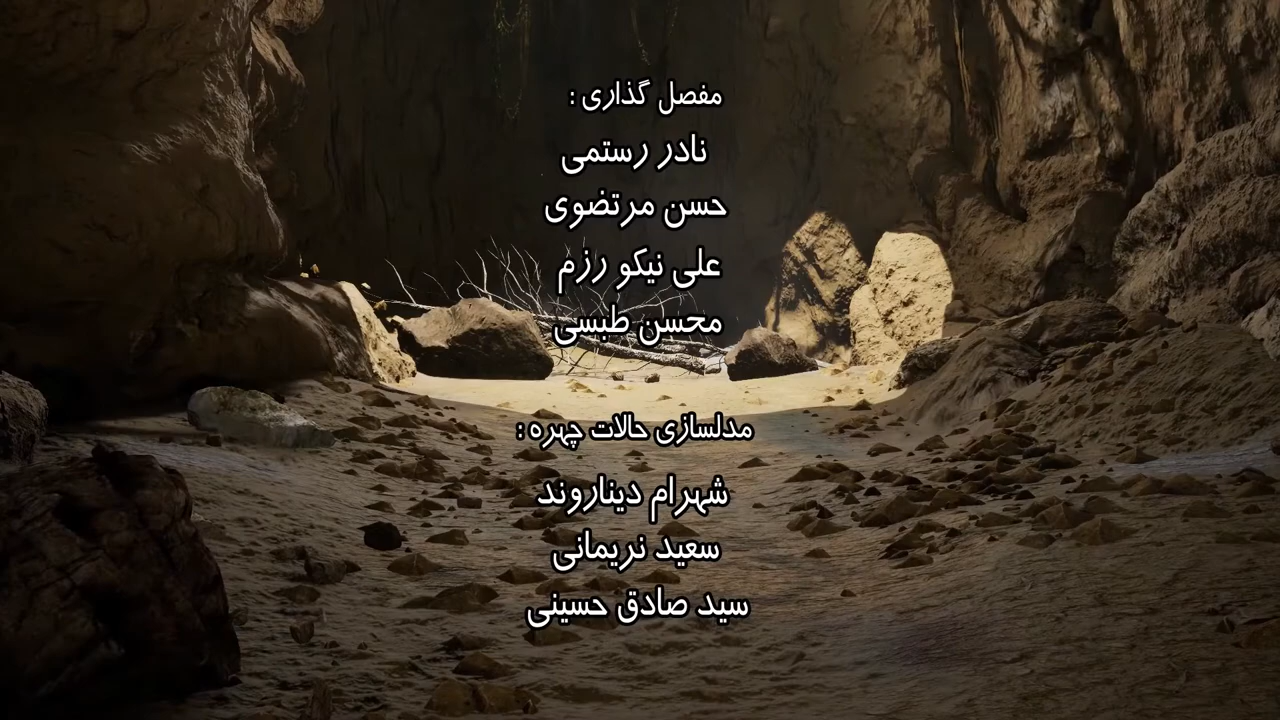 مفصل گذاری :
نادر رستمی
حسن مرتضوی
علی نیکو رزم
محسن طبسی
مدلسازی حالات چهره :
شهرام دیناروند
سعید نریمانی
سید صادق حسینی